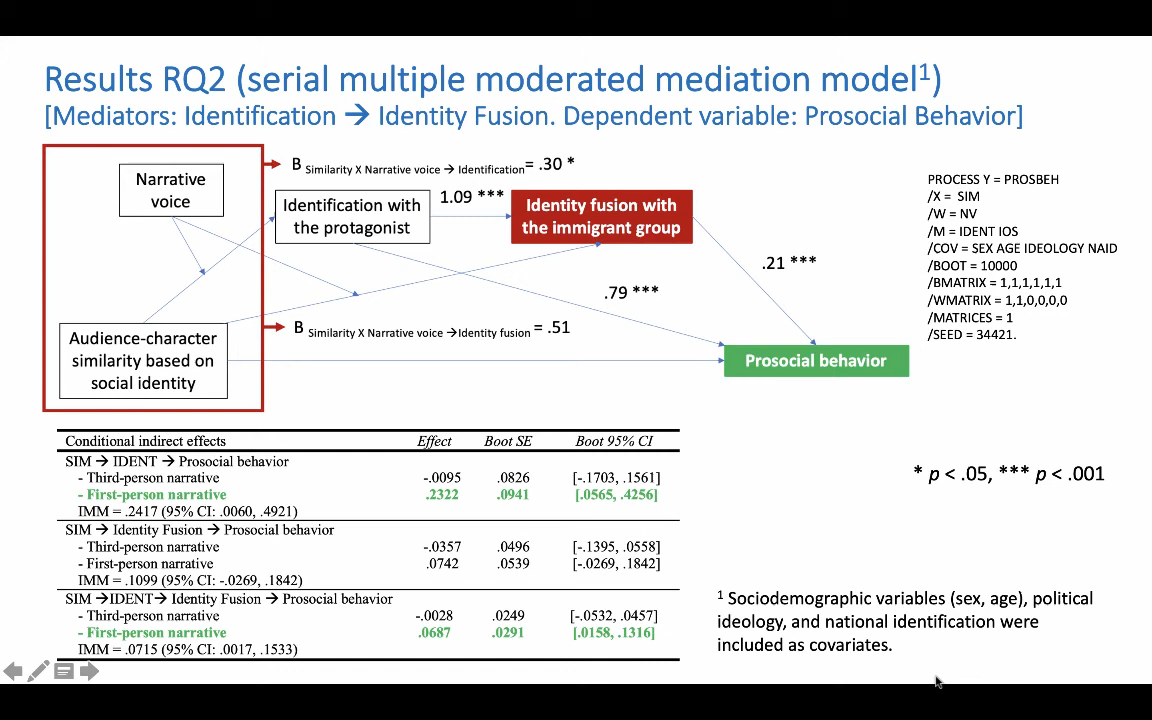 Results RQ2 (serial multiple moderated mediation model¹)
[Mediators: Identification → Identity Fusion. Dependent variable: Prosocial Behavior]
B Similarity X Narrative voice → Identification = .30 *
Narrative
voice
Identification with
the protagonist
1.09 ***
Identity fusion with
the immigrant group
.21 ***
.79 ***
B Similarity X Narrative voice → Identity fusion = .51
Audience-character
similarity based on
social identity
Prosocial behavior
PROCESS Y = PROSBEH
/X = SIM
/W = NV
/M = IDENT IOS
/COV = SEX AGE IDEOLOGY NAID
/BOOT = 10000
/BMATRIX = 1,1,1,1,1,1
/WMATRIX = 1,1,0,0,0,0
/MATRICES = 1
/SEED = 34421.
Conditional indirect effects Effect Boot SE Boot 95% CI
SIM → IDENT → Prosocial behavior
- Third-person narrative -.0095 .0826 [-.1703, .1561]
- First-person narrative .2322 .0941 [.0565, .4256]
IMM = .2417 (95% CI: .0060, .4921)
SIM → Identity Fusion → Prosocial behavior
- Third-person narrative -.0357 .0496 [-.1395, .0558]
- First-person narrative .0742 .0539 [-.0269, .1842]
IMM = .1099 (95% CI: -.0269, .1842)
SIM →IDENT→ Identity Fusion → Prosocial behavior
- Third-person narrative -.0028 .0249 [-.0532, .0457]
- First-person narrative .0687 .0291 [.0158, .1316]
IMM = .0715 (95% CI: .0017, .1533)
* p < .05, *** p < .001
¹ Sociodemographic variables (sex, age), political
ideology, and national identification were
included as covariates.